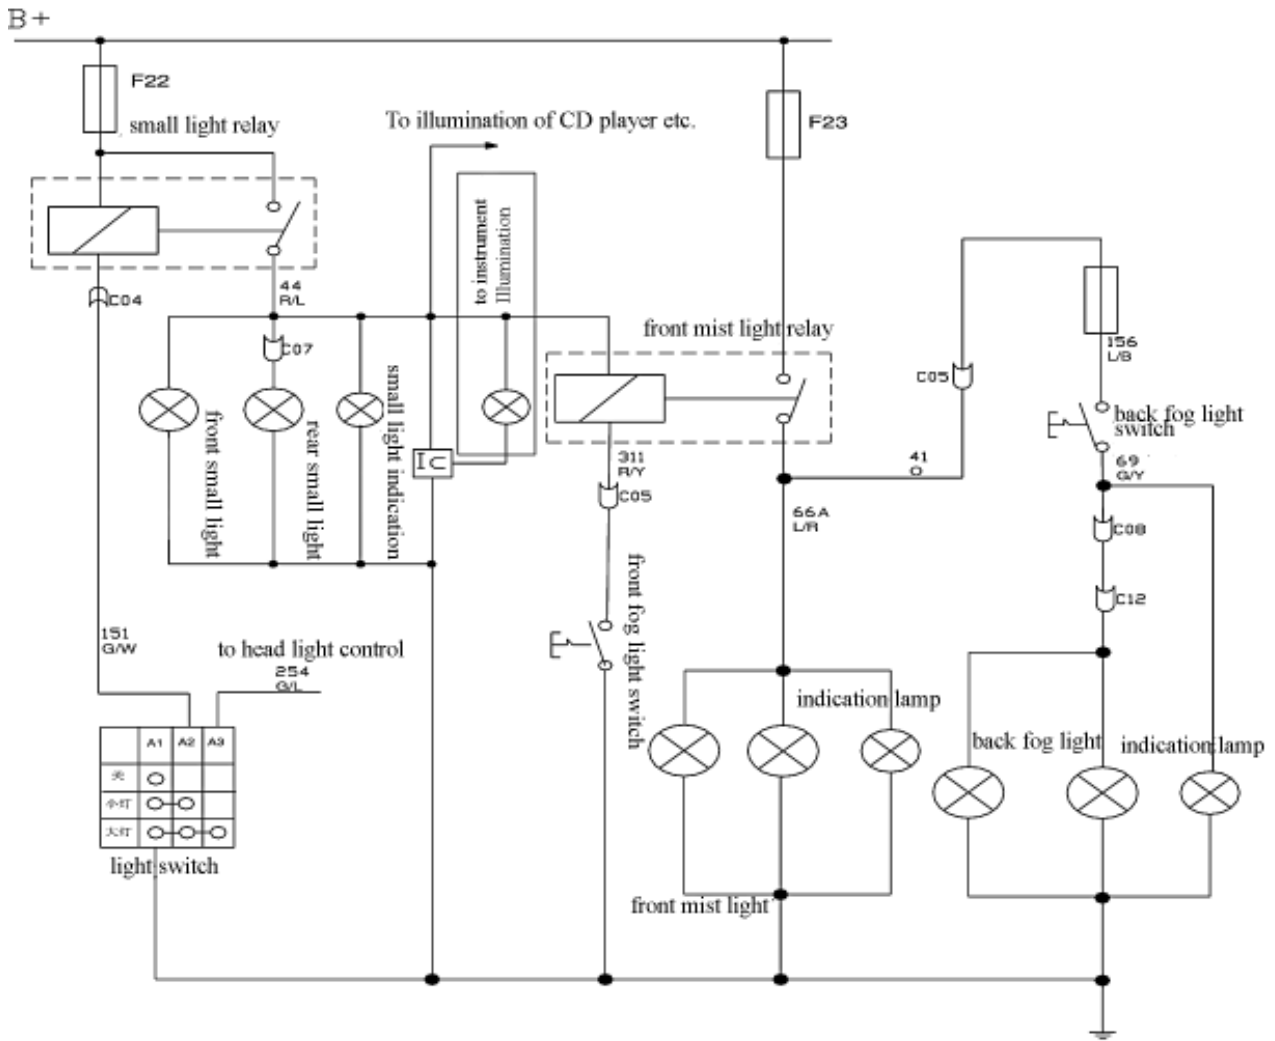 B+
F22
small light relay
To illumination of CD player etc.
F23
to instrument
Illumination
C04
44
R/L
front mist light relay
C07
156
L/B
C05
back fog light
switch
front small light
rear small light
small light indication
IC
311
R/Y
C05
41
O
69
G/Y
66A
L/R
C08
front fog light switch
C12
151
G/W
to head light control
254
G/L
indication lamp
A1 A2 A3
关
小灯
大灯
back fog light
indication lamp
light switch
front mist light